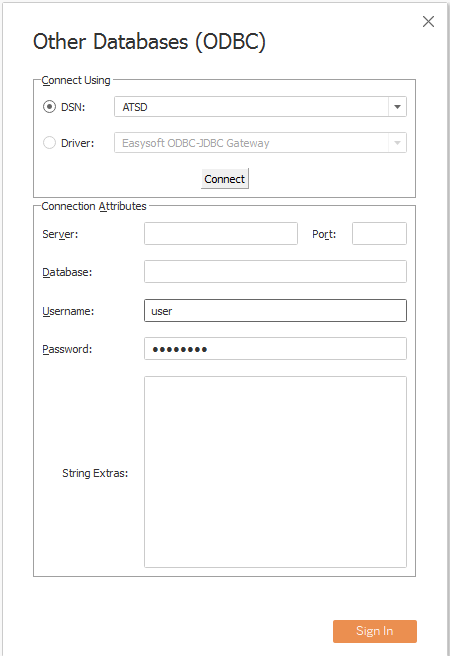 Other Databases (ODBC)
Connect Using
DSN: ATSD
Driver: Easysoft ODBC-JDBC Gateway
Connect
Connection Attributes
Server: Port:
Database:
Username: user
Password: ••••••••
String Extras:
Sign In